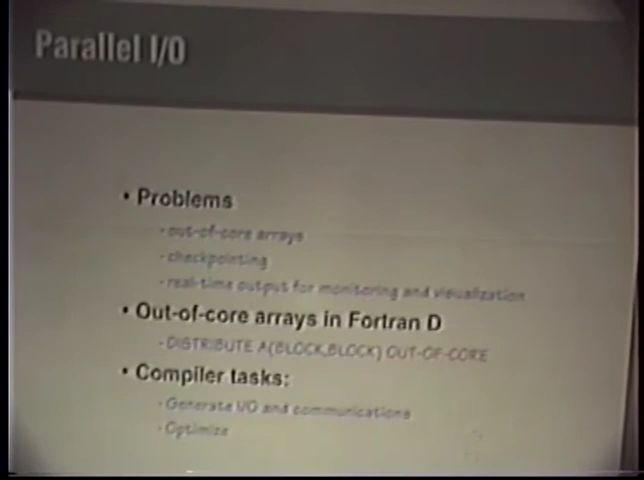 Parallel I/O
• Problems
- out-of-core arrays
- checkpointing
- real-time output for monitoring and visualization
• Out-of-core arrays in Fortran D
- DISTRIBUTE A(BLOCK,BLOCK) OUT-OF-CORE
• Compiler tasks:
- Generate I/O and communications
- Optimize